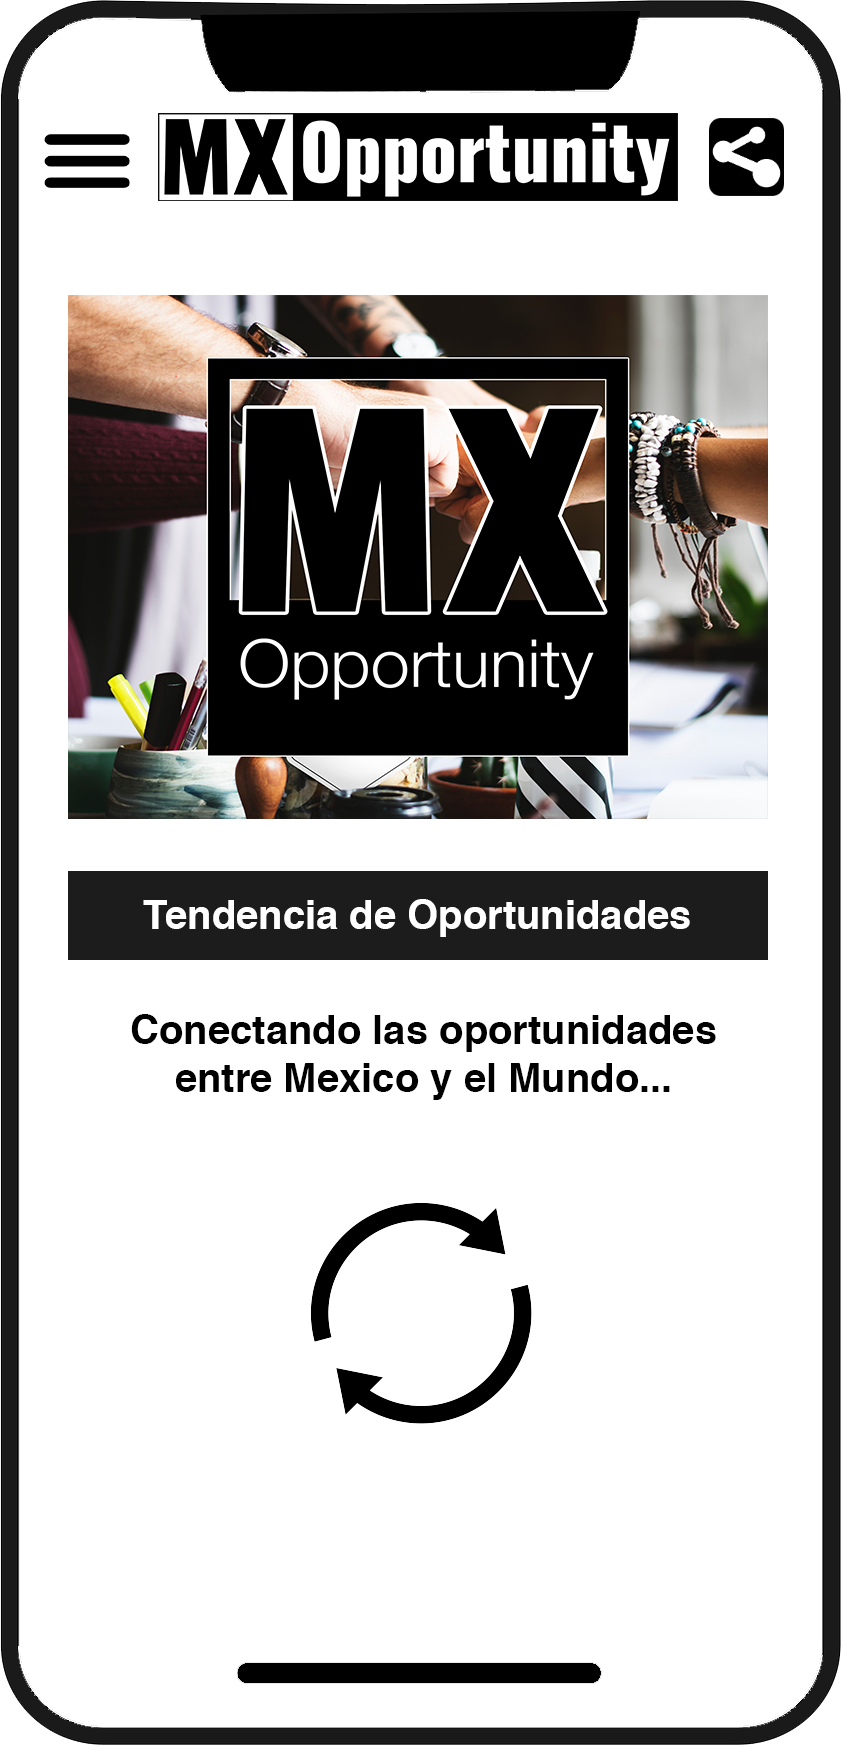 MX Opportunity
MX
Opportunity
Tendencia de Oportunidades
Conectando las oportunidades
entre Mexico y el Mundo...